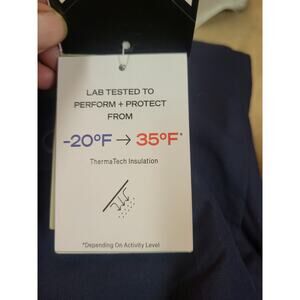 LAB TESTED TO
PERFORM + PROTECT
FROM
-20°F → 35°F*
ThermaTech Insulation
*Depending On Activity Level